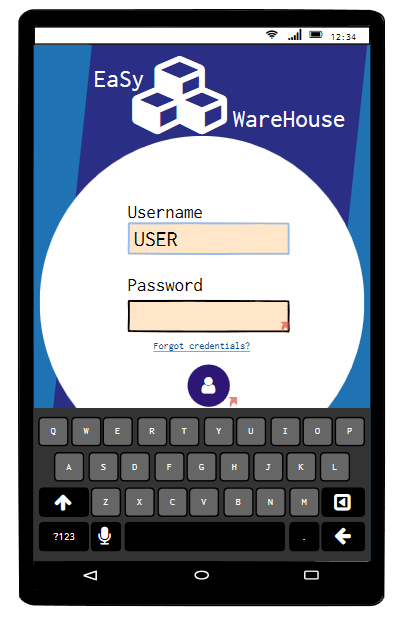 12:34
EaSy
WareHouse
Username
USER
Password
Forgot credentials?
Q W E R T Y U I O P
A S D F G H J K L
Z X C V B N M
?123 .